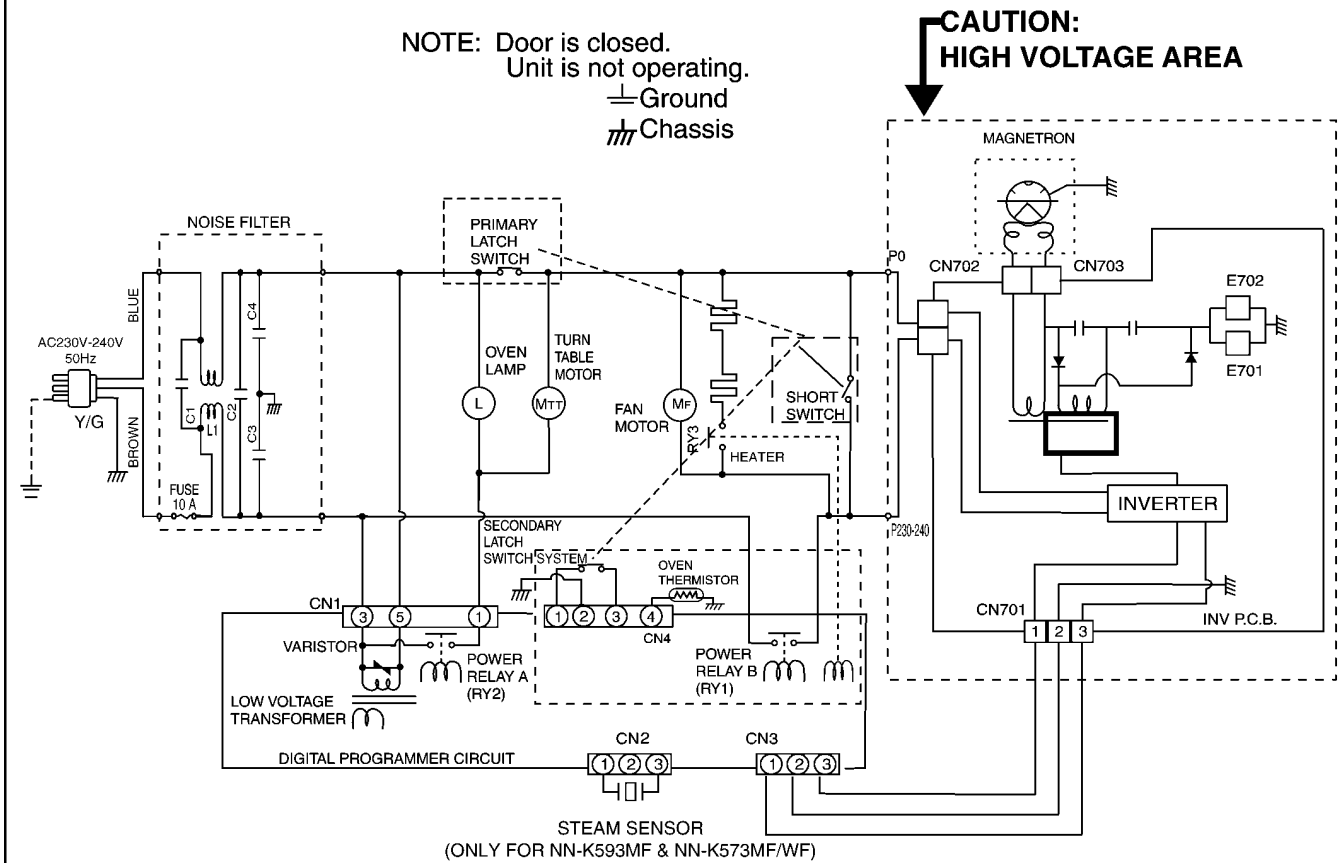 NOTE: Door is closed.
Unit is not operating.
Ground
Chassis
CAUTION:
HIGH VOLTAGE AREA
MAGNETRON
NOISE FILTER
PRIMARY
LATCH
SWITCH
P0
CN702
CN703
E702
E701
BLUE
C4
AC230V-240V
50Hz
Y/G
BROWN
C1
L1
C2
C3
FUSE
10 A
OVEN
LAMP
L
TURN
TABLE
MOTOR
MTT
FAN
MOTOR
MF
RY3
HEATER
SHORT
SWITCH
INVERTER
P230-240
SECONDARY
LATCH
SWITCH SYSTEM
OVEN
THERMISTOR
CN1
3
5
1
1
2
3
4
CN4
CN701
1
2
3
INV P.C.B.
VARISTOR
POWER
RELAY A
(RY2)
POWER
RELAY B
(RY1)
LOW VOLTAGE
TRANSFORMER
DIGITAL PROGRAMMER CIRCUIT
CN2
1
2
3
CN3
1
2
3
STEAM SENSOR
(ONLY FOR NN-K593MF & NN-K573MF/WF)